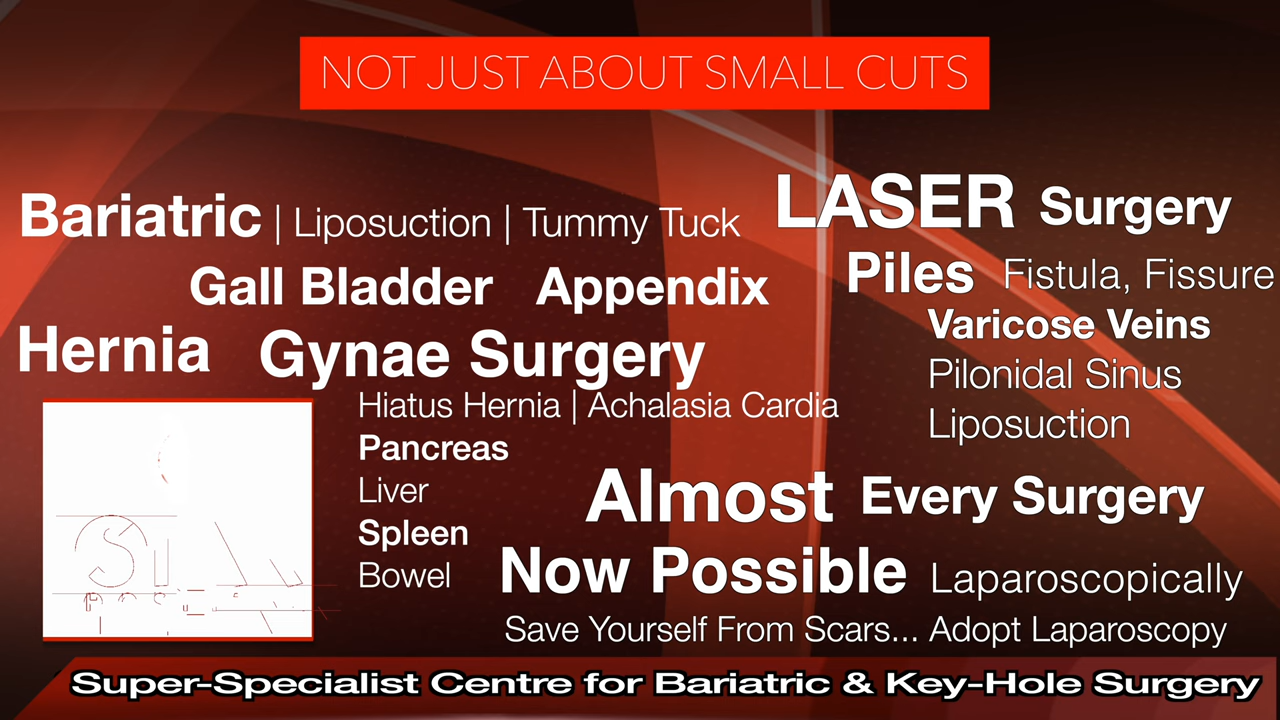 NOT JUST ABOUT SMALL CUTS
Bariatric | Liposuction | Tummy Tuck
Gall Bladder Appendix
Hernia Gynae Surgery
Hiatus Hernia | Achalasia Cardia
Pancreas
Liver
Spleen
Bowel
LASER Surgery
Piles Fistula, Fissure
Varicose Veins
Pilonidal Sinus
Liposuction
Almost Every Surgery
Now Possible Laparoscopically
Save Yourself From Scars... Adopt Laparoscopy
Super-Specialist Centre for Bariatric & Key-Hole Surgery